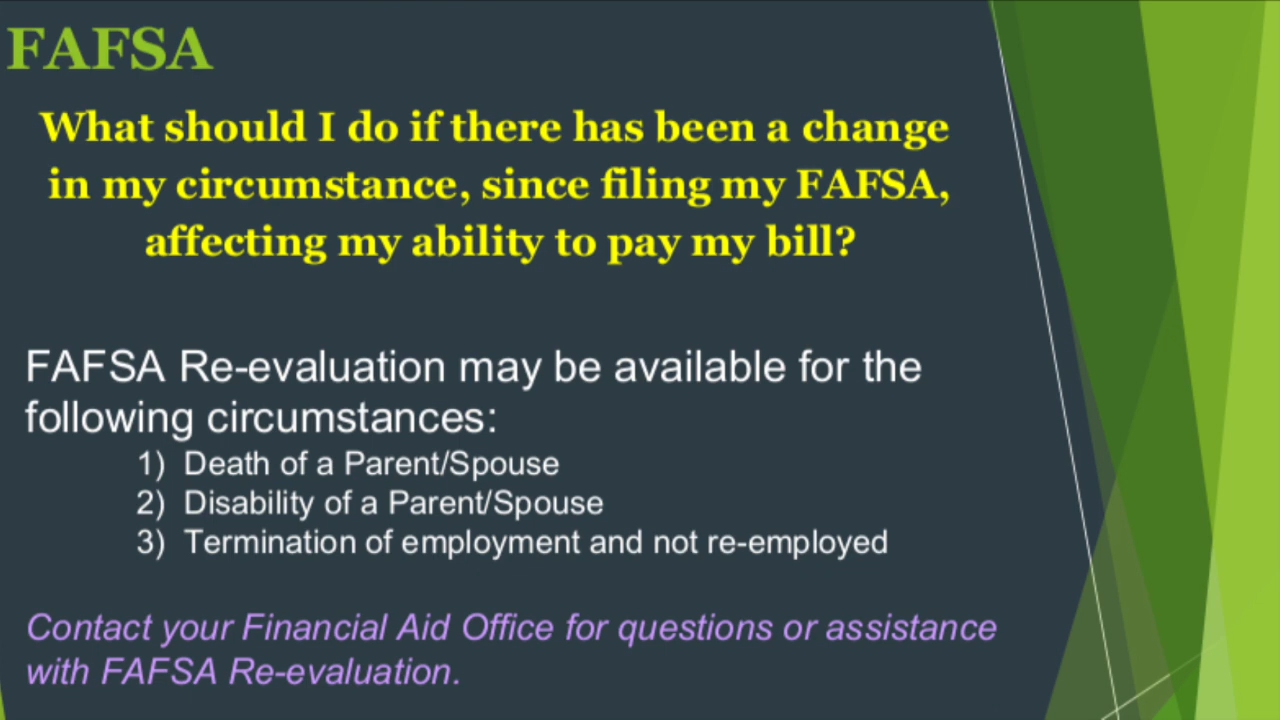 FAFSA
What should I do if there has been a change
in my circumstance, since filing my FAFSA,
affecting my ability to pay my bill?
FAFSA Re-evaluation may be available for the
following circumstances:
1) Death of a Parent/Spouse
2) Disability of a Parent/Spouse
3) Termination of employment and not re-employed
Contact your Financial Aid Office for questions or assistance
with FAFSA Re-evaluation.